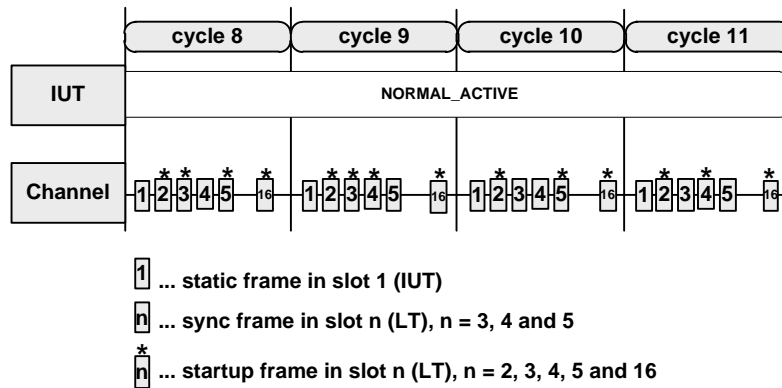 cycle 8 cycle 9 cycle 10 cycle 11
IUT NORMAL_ACTIVE
* * * * * * * * * * * * * *
Channel 1 2 3 4 5 16 1 2 3 4 5 16 1 2 3 4 5 16 1 2 3 4 5 16
1 ... static frame in slot 1 (IUT)
n ... sync frame in slot n (LT), n = 3, 4 and 5
*
n ... startup frame in slot n (LT), n = 2, 3, 4, 5 and 16